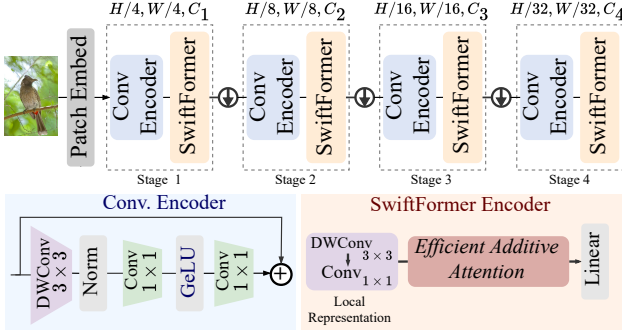 H/4, W/4, C1
H/8, W/8, C2
H/16, W/16, C3
H/32, W/32, C4
Patch Embed
Conv
Encoder
SwiftFormer
Conv
Encoder
SwiftFormer
Conv
Encoder
SwiftFormer
Conv
Encoder
SwiftFormer
Stage 1
Stage 2
Stage 3
Stage 4
Conv. Encoder
DWConv
3 × 3
Norm
Conv
1 × 1
GeLU
Conv
1 × 1
SwiftFormer Encoder
DWConv
3 × 3
Conv 1 × 1
Local
Representation
Efficient Additive
Attention
Linear